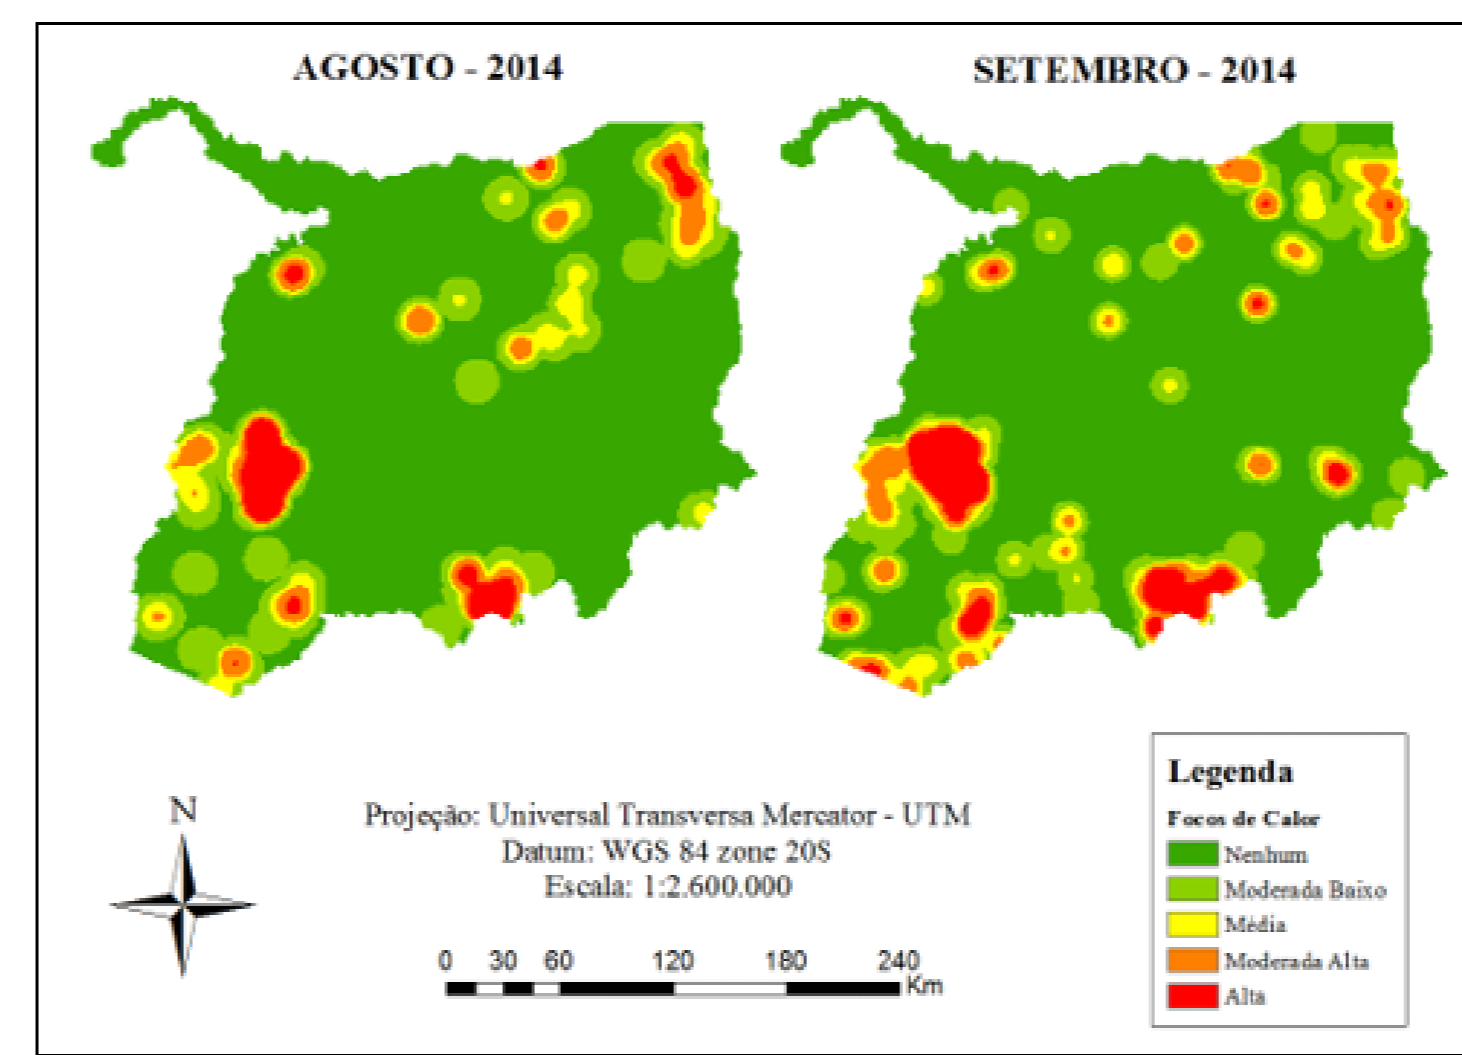 AGOSTO - 2014
SETEMBRO - 2014
N
Projeção: Universal Transversa Mercator - UTM
Datum: WGS 84 zone 20S
Escala: 1:2.600.000
0 30 60 120 180 240
Km
Legenda
Focos de Calor
Nenhum
Moderada Baixo
Média
Moderada Alta
Alta